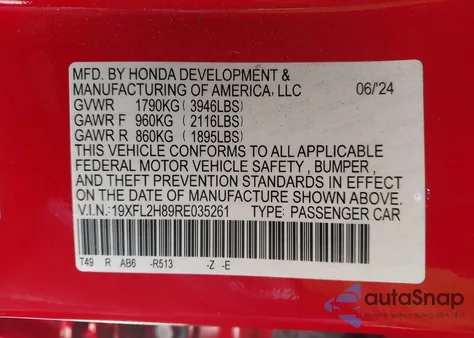 MFD. BY HONDA DEVELOPMENT &
MANUFACTURING OF AMERICA, LLC 06/'24
GVWR 1790KG ( 3946LBS)
GAWR F 960KG ( 2116LBS)
GAWR R 860KG ( 1895LBS)
THIS VEHICLE CONFORMS TO ALL APPLICABLE
FEDERAL MOTOR VEHICLE SAFETY , BUMPER ,
AND THEFT PREVENTION STANDARDS IN EFFECT
ON THE DATE OF MANUFACTURE SHOWN ABOVE.
V.I.N.: 19XFL2H89RE035261 TYPE: PASSENGER CAR
T49 R AB6 -R513 -Z -E
autoSnap